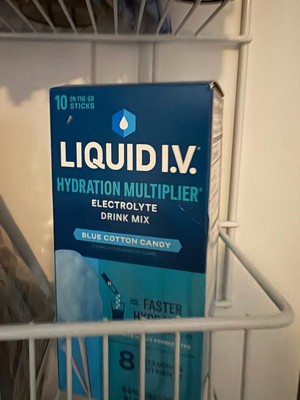 10 ON-THE-GO
STICKS
LIQUID I.V.
HYDRATION MULTIPLIER®
ELECTROLYTE
DRINK MIX
BLUE COTTON CANDY
= FASTER
8